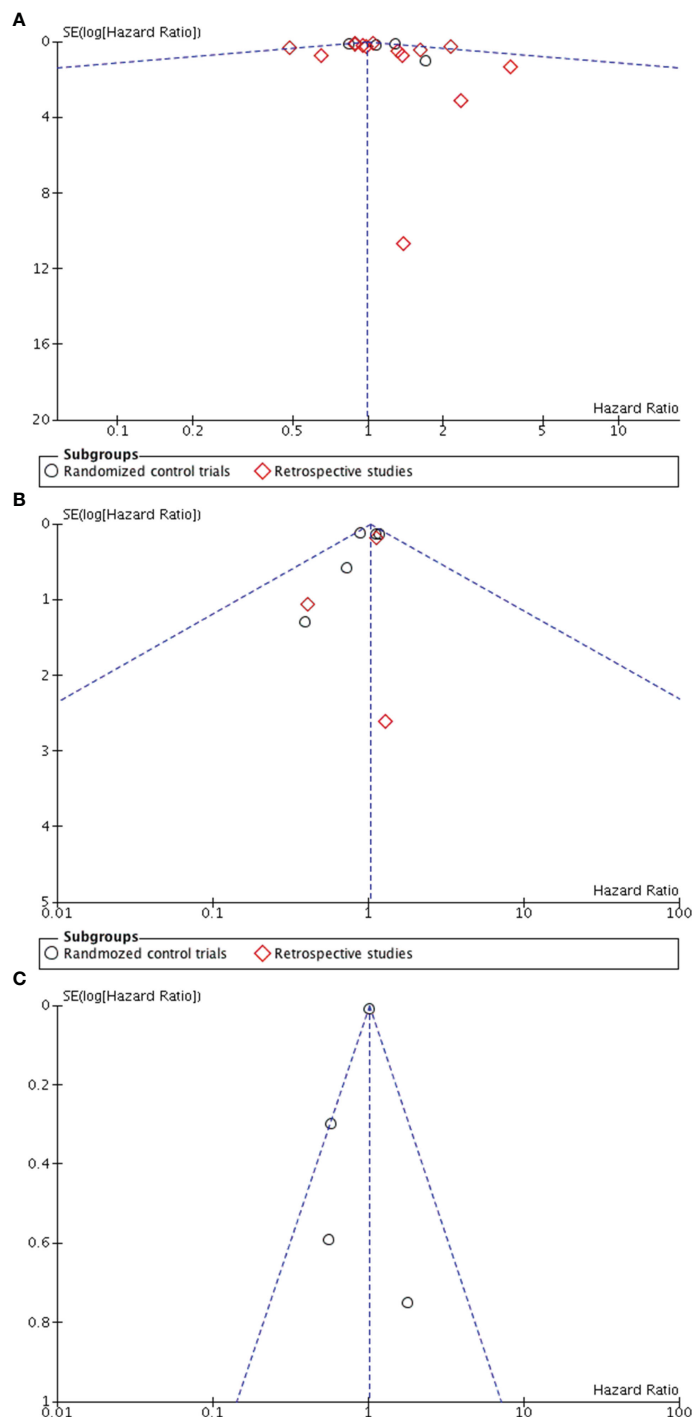 A
SE(log[Hazard Ratio])
0
4
8
12
16
20
Hazard Ratio
0.1 0.2 0.5 1 2 5 10
Subgroups
Randomized control trials Retrospective studies
B
SE(log[Hazard Ratio])
0
1
2
3
4
5
Hazard Ratio
0.01 0.1 1 10 100
Subgroups
Randmozed control trials Retrospective studies
C
SE(log[Hazard Ratio])
0
0.2
0.4
0.6
0.8
1
Hazard Ratio
0.01 0.1 1 10 100